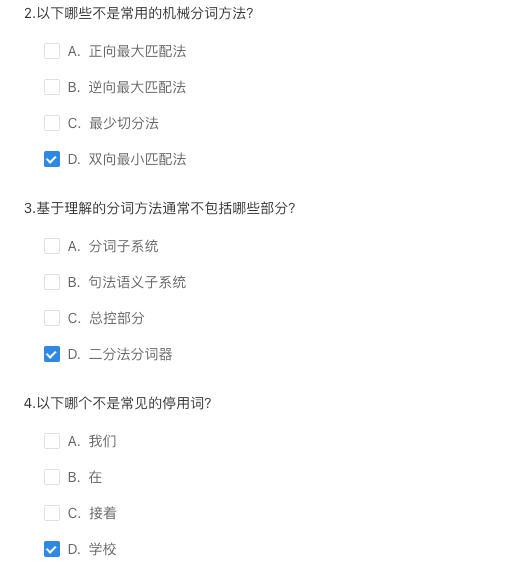 2.以下哪些不是常用的机械分词方法?
A. 正向最大匹配法
B. 逆向最大匹配法
C. 最少切分法
D. 双向最小匹配法
3.基于理解的分词方法通常不包括哪些部分?
A. 分词子系统
B. 句法语义子系统
C. 总控部分
D. 二分法分词器
4.以下哪个不是常见的停用词?
A. 我们
B. 在
C. 接着
D. 学校